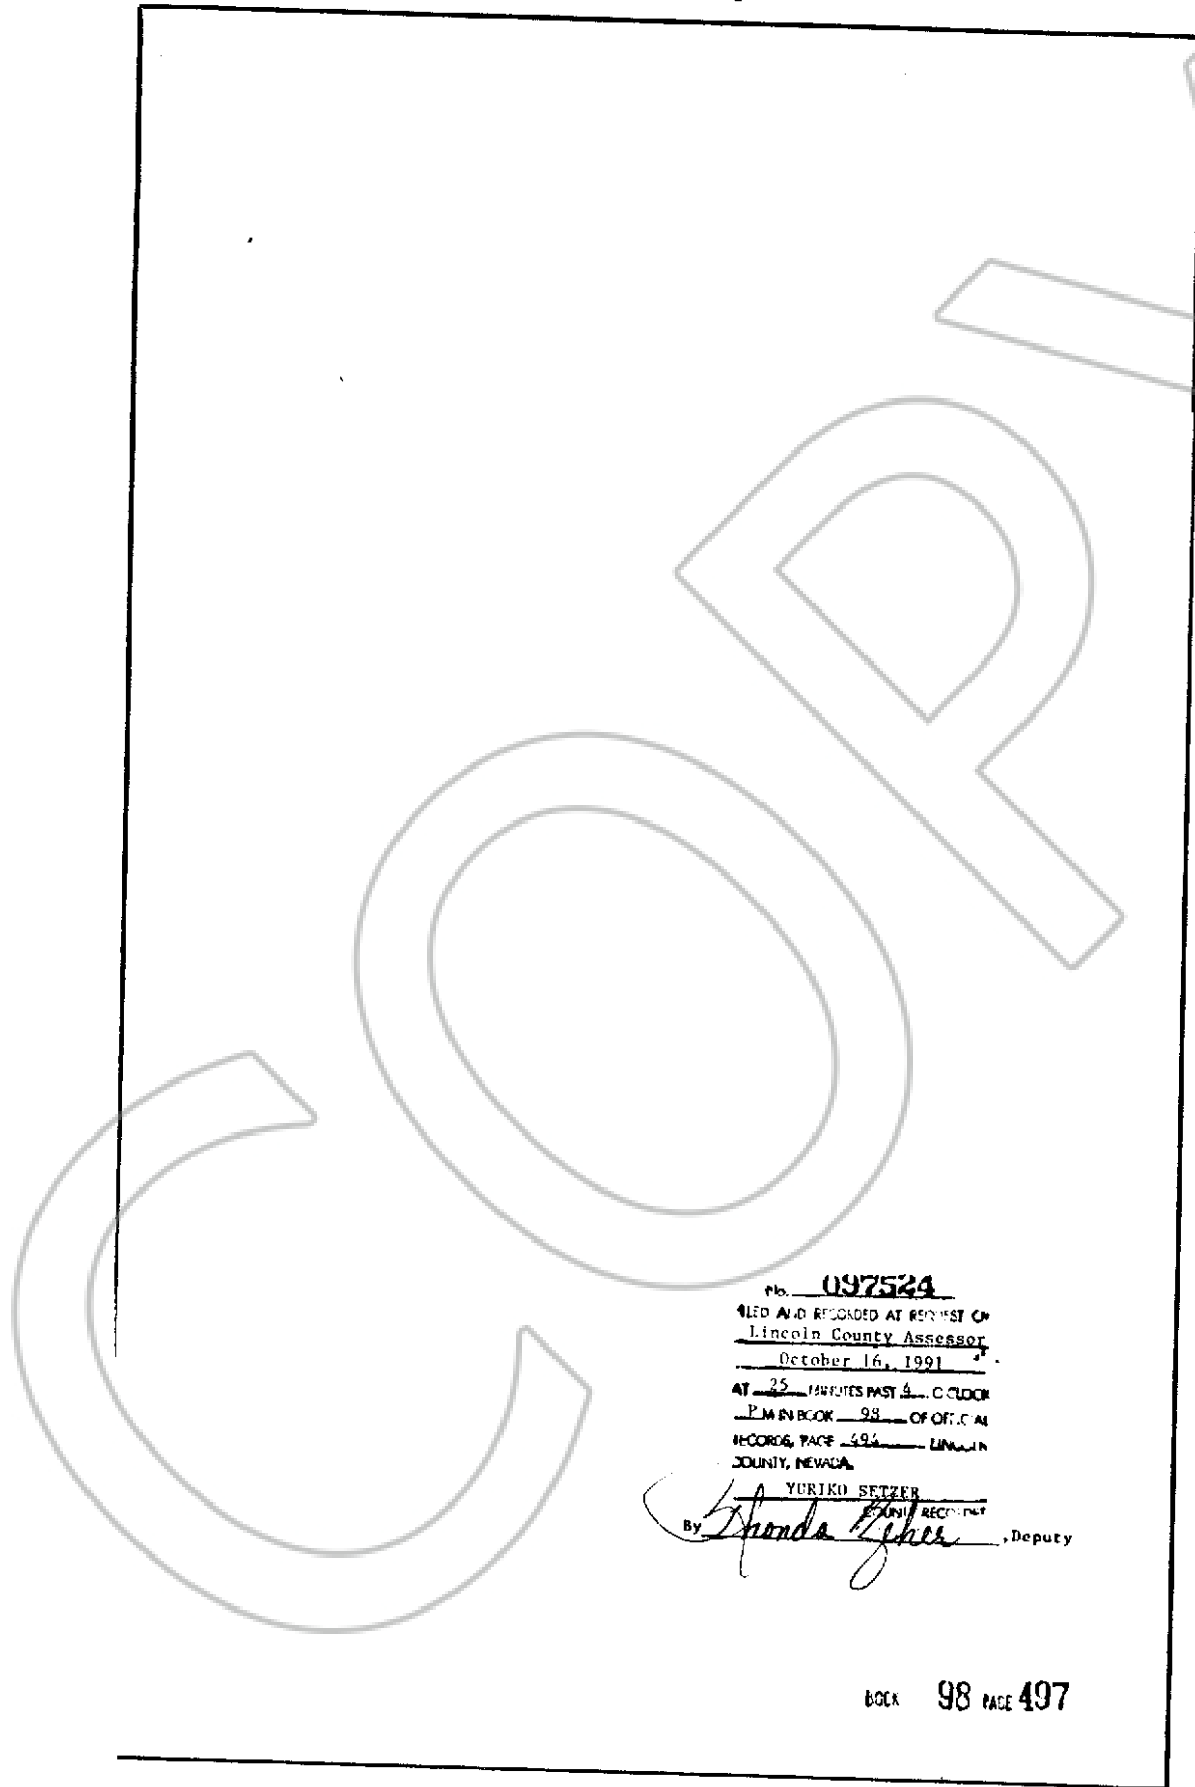 COPY
No. 097524
FILED AND RECORDED AT REQUEST OF
Lincoln County Assessor
October 16, 1991
AT 25 MINUTES PAST 4 O'CLOCK
P M IN BOOK 98 OF OFFICIAL
RECORDS, PAGE 494 LINCOLN
COUNTY, NEVADA.
YURIKO SETZER
COUNTY RECORDER
By Rhonda , Deputy
BOOK 98 PAGE 497